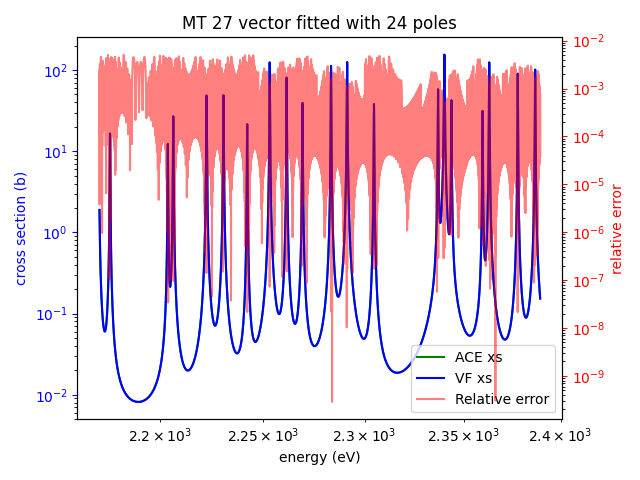 MT 27 vector fitted with 24 poles
cross section (b)
10²
10¹
10⁰
10⁻¹
10⁻²
10⁻²
10⁻³
10⁻⁴
10⁻⁵
10⁻⁶
10⁻⁷
10⁻⁸
10⁻⁹
relative error
ACE xs
VF xs
Relative error
2.2 × 10³ 2.25 × 10³ 2.3 × 10³ 2.35 × 10³ 2.4 × 10³
energy (eV)